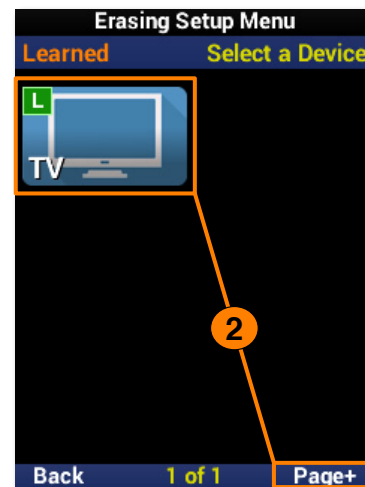 Erasing Setup Menu
Learned Select a Device
L
TV
2
Back 1 of 1 Page+